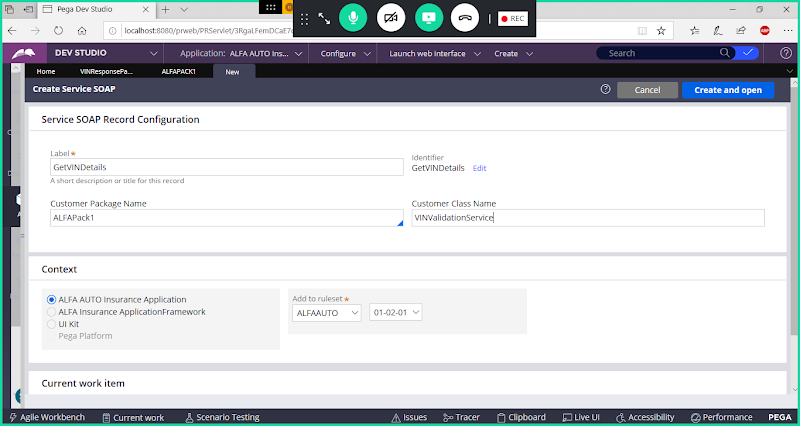 Pega Dev Studio
localhost:8080/prweb/PRServlet/3RgaLFemDCaE7
REC
DEV STUDIO
Application: ALFA AUTO Insu...
Configure
Launch web Interface
Create
Search
Home
VINResponsePa...
ALFAPACK1
New
Create Service SOAP
Cancel
Create and open
Service SOAP Record Configuration
Label*
GetVINDetails
A short description or title for this record
Identifier
GetVINDetails Edit
Customer Package Name
ALFAPack1
Customer Class Name
VINValidationService
Context
ALFA AUTO Insurance Application
ALFA Insurance ApplicationFramework
UI Kit
Pega Platform
Add to ruleset*
ALFAAUTO
01-02-01
Current work item
Agile Workbench
Current work
Scenario Testing
Issues
Tracer
Clipboard
Live UI
Accessibility
Performance
PEGA